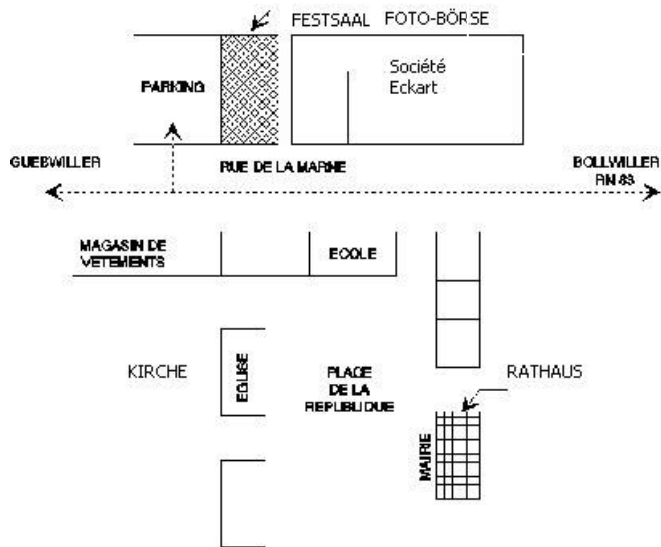 FESTSAAL FOTO-BÖRSE
Société
Eckart
PARKING
GUEBWILLER
RUE DE LA MARNE
BOLLWILLER
RN 83
MAGASIN DE
VETEMENTS
ECOLE
KIRCHE
EGLISE
PLACE
DE LA
REPUBLIQUE
RATHAUS
MAIRIE